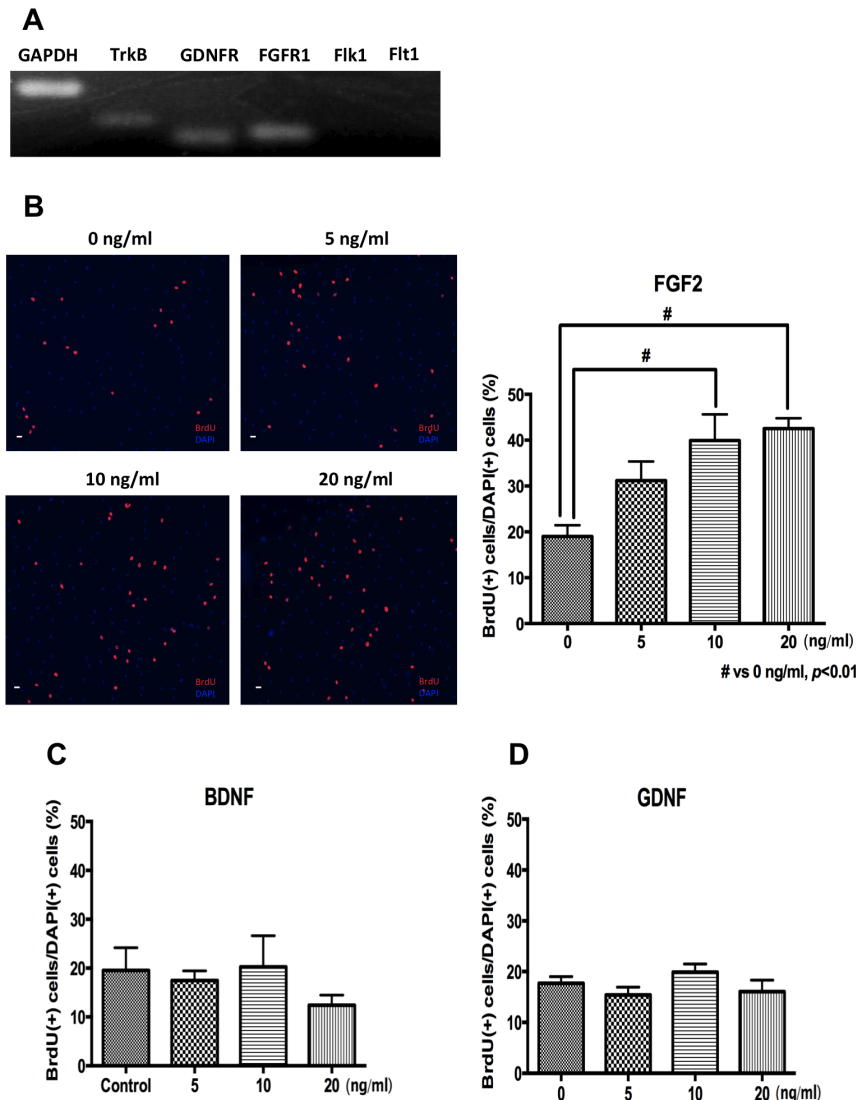 A
GAPDH TrkB GDNFR FGFR1 Flk1 Flt1
B
0 ng/ml 5 ng/ml
BrdU
DAPI
BrdU
DAPI
10 ng/ml 20 ng/ml
BrdU
DAPI
BrdU
DAPI
FGF2
#
#
BrdU(+) cells/DAPI(+) cells (%)
50
40
30
20
10
0
0 5 10 20 (ng/ml)
# vs 0 ng/ml, p<0.01
C
BDNF
BrdU(+) cells/DAPI(+) cells (%)
50
40
30
20
10
0
Control 5 10 20 (ng/ml)
D
GDNF
BrdU(+) cells/DAPI(+) cells (%)
50
40
30
20
10
0
0 5 10 20 (ng/ml)